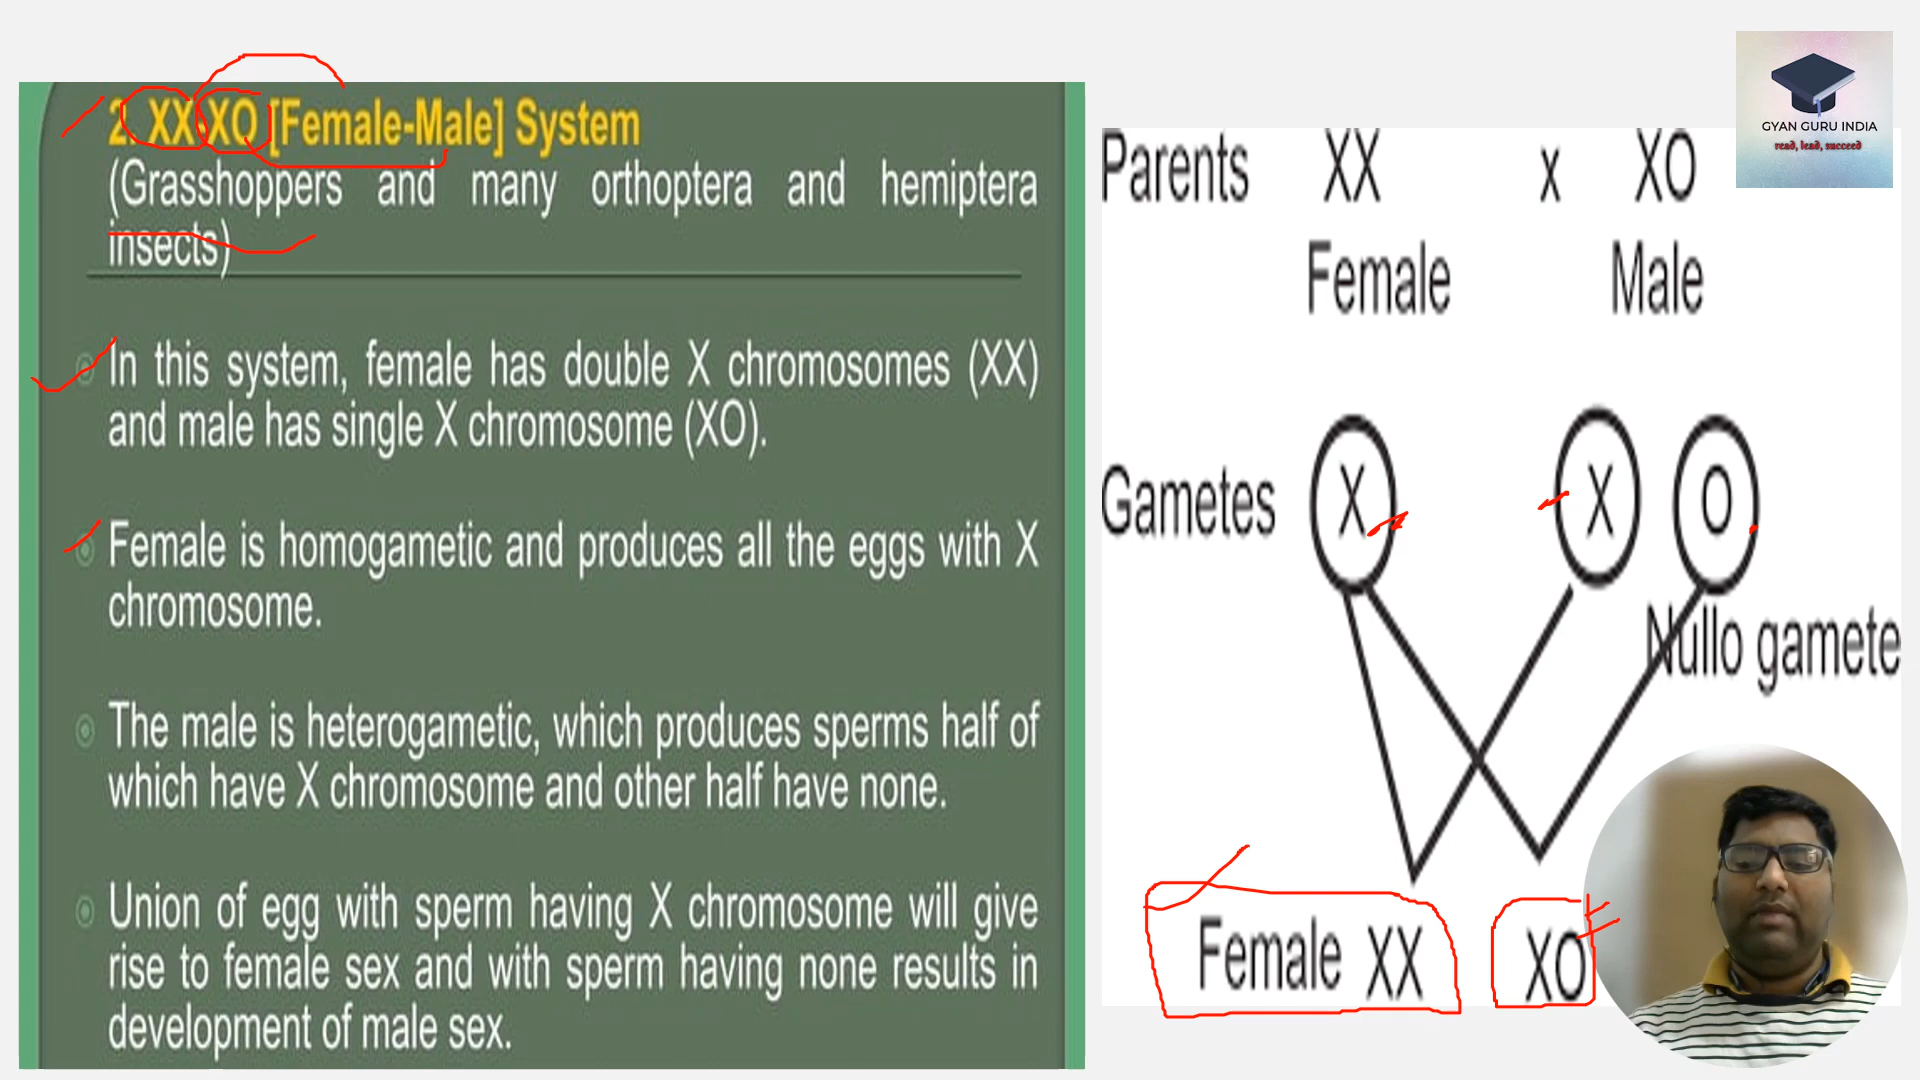 2. XX XO [Female-Male] System
(Grasshoppers and many orthoptera and hemiptera
insects)
In this system, female has double X chromosomes (XX)
and male has single X chromosome (XO).
Female is homogametic and produces all the eggs with X
chromosome.
The male is heterogametic, which produces sperms half of
which have X chromosome and other half have none.
Union of egg with sperm having X chromosome will give
rise to female sex and with sperm having none results in
development of male sex.
Parents XX x XO
Female Male
Gametes X X O
Nullo gamete
Female XX XO
GYAN GURU INDIA
read, lead, succeed